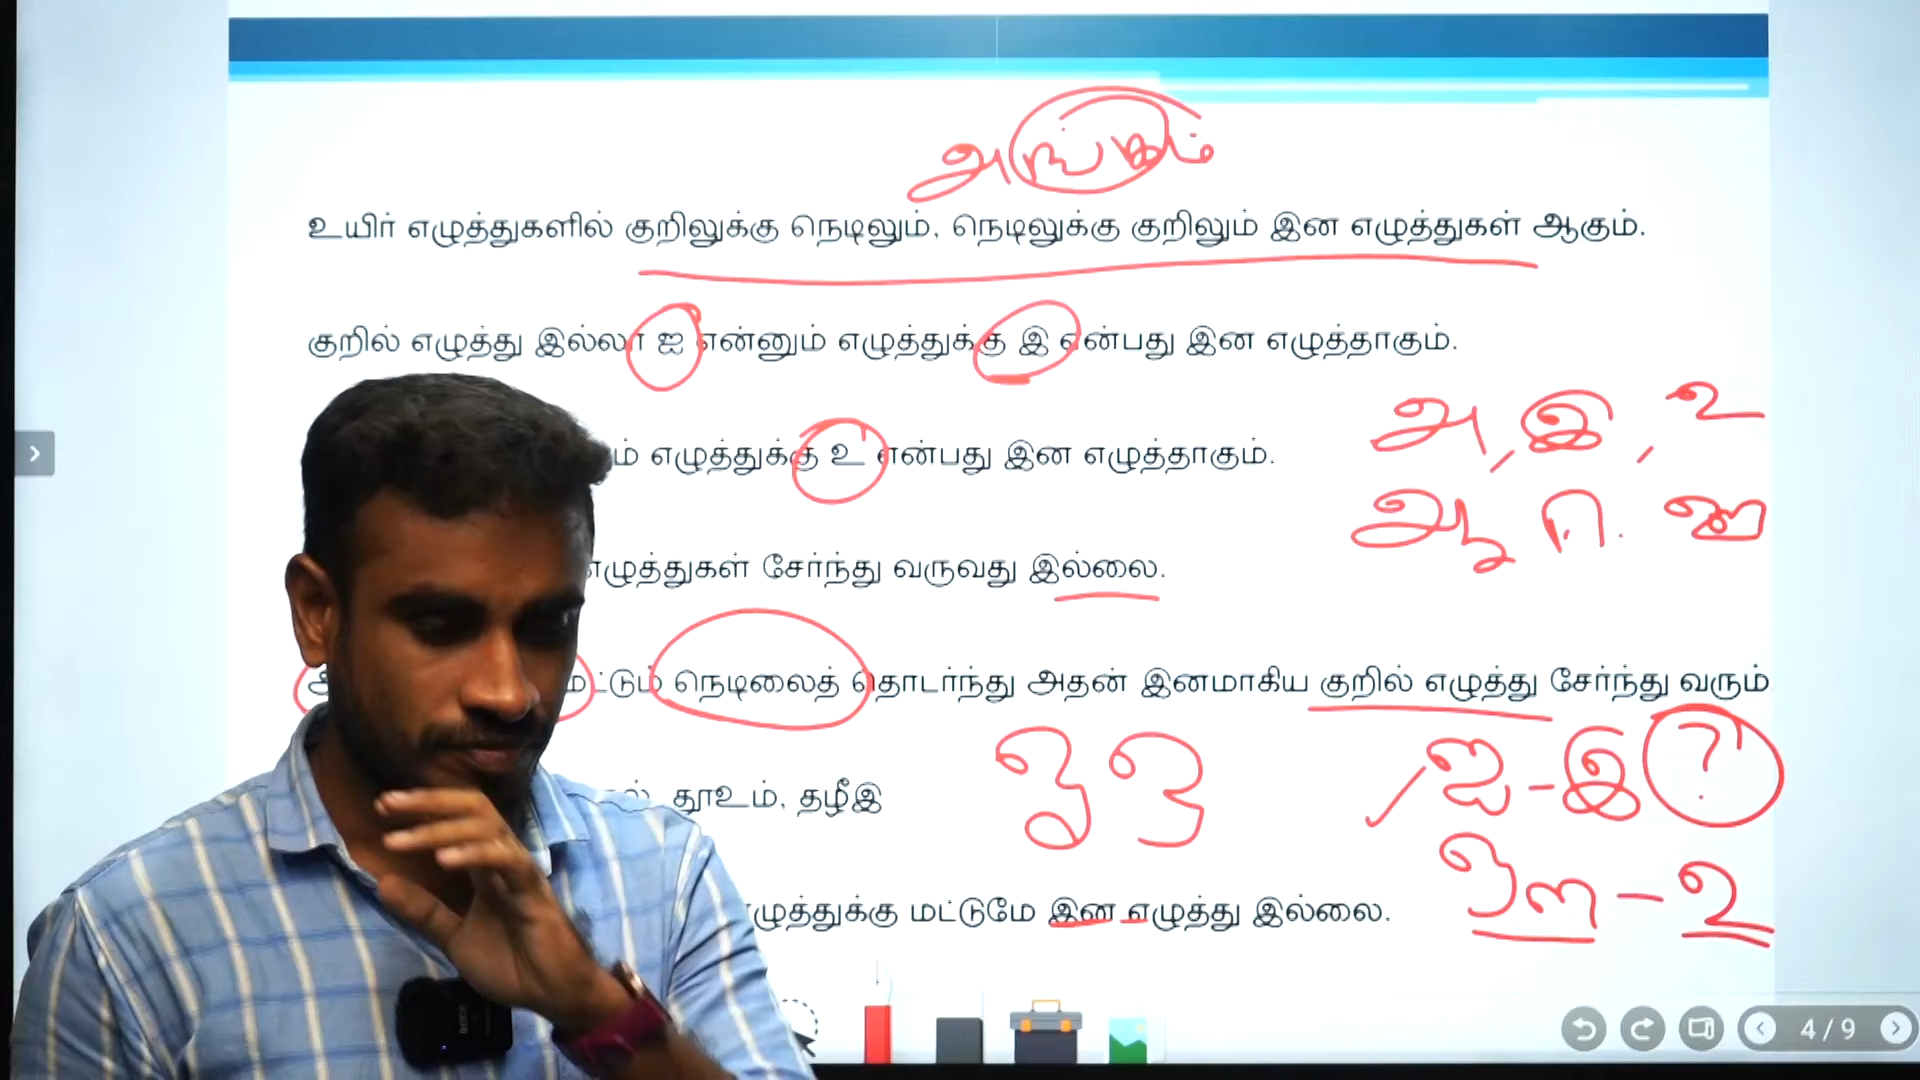 அங்கம்
உயிர் எழுத்துகளில் குறிலுக்கு நெடிலும், நெடிலுக்கு குறிலும் இன எழுத்துகள் ஆகும்.
குறில் எழுத்து இல்லா ஐ என்னும் எழுத்துக்கு இ என்பது இன எழுத்தாகும்.
எழுத்துக்கு உ என்பது இன எழுத்தாகும்.
அ, இ, உ
ஆ ஈ. ஊ
எழுத்துகள் சேர்ந்து வருவது இல்லை.
மட்டும் நெடிலைத் தொடர்ந்து அதன் இனமாகிய குறில் எழுத்து சேர்ந்து வரும்
ஓ ஒ
ஐ - இ ?
தூஉம், தழீஇ
ஔ - உ
எழுத்துக்கு மட்டுமே இன எழுத்து இல்லை.
4 / 9